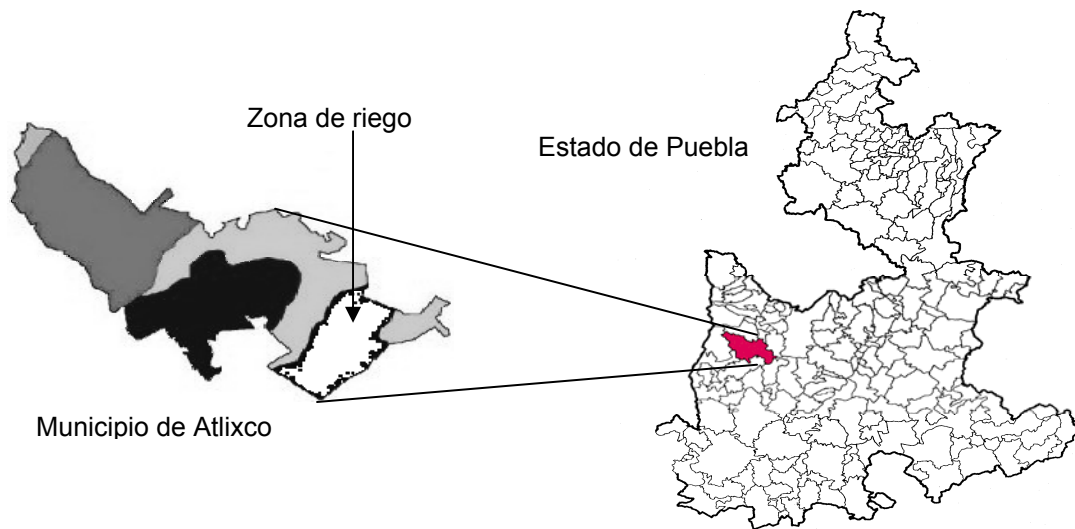 Zona de riego
Estado de Puebla
Municipio de Atlixco